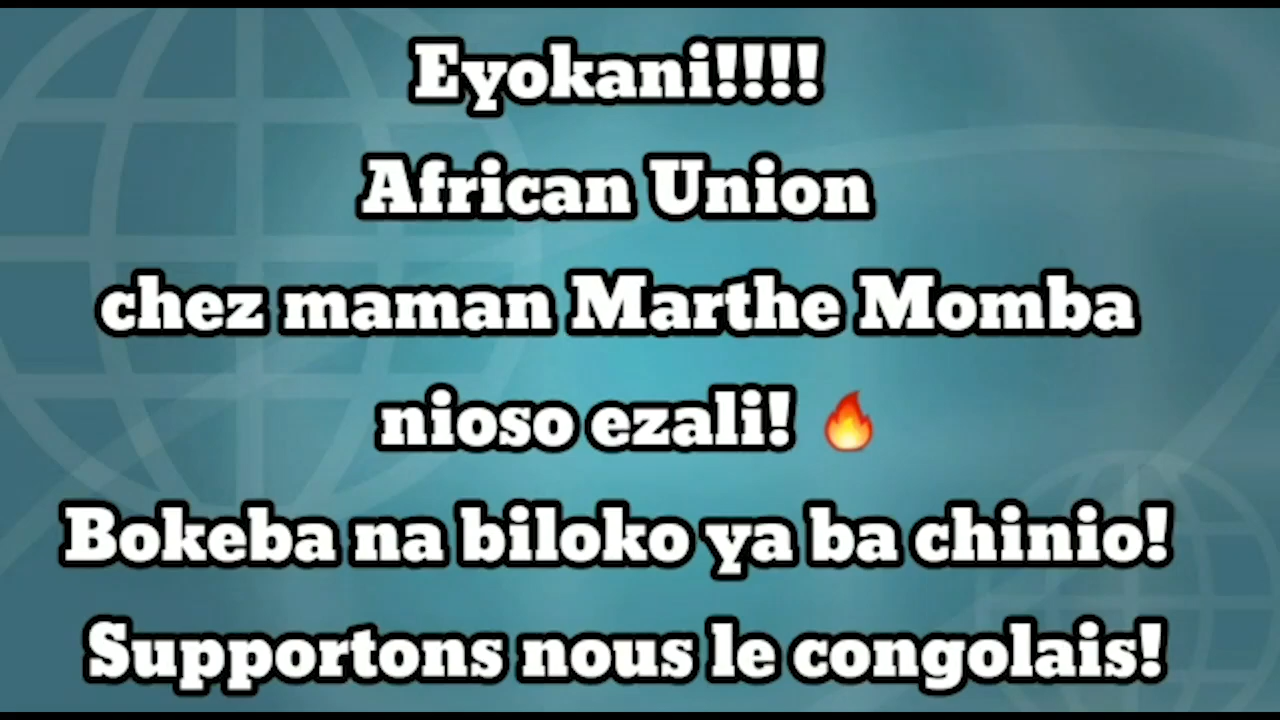 Eyokani!!!!
African Union
chez maman Marthe Momba
nioso ezali! 🔥
Bokeba na biloko ya ba chinio!
Supportons nous le congolais!